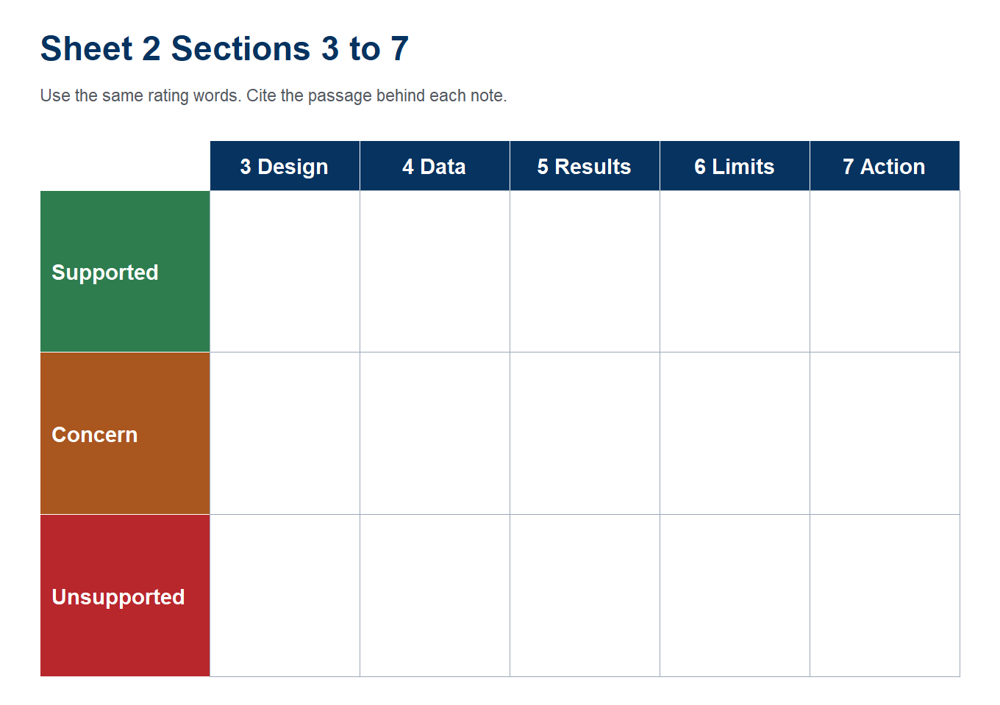 Sheet 2 Sections 3 to 7
Use the same rating words. Cite the passage behind each note.
3 Design 4 Data 5 Results 6 Limits 7 Action
Supported
Concern
Unsupported